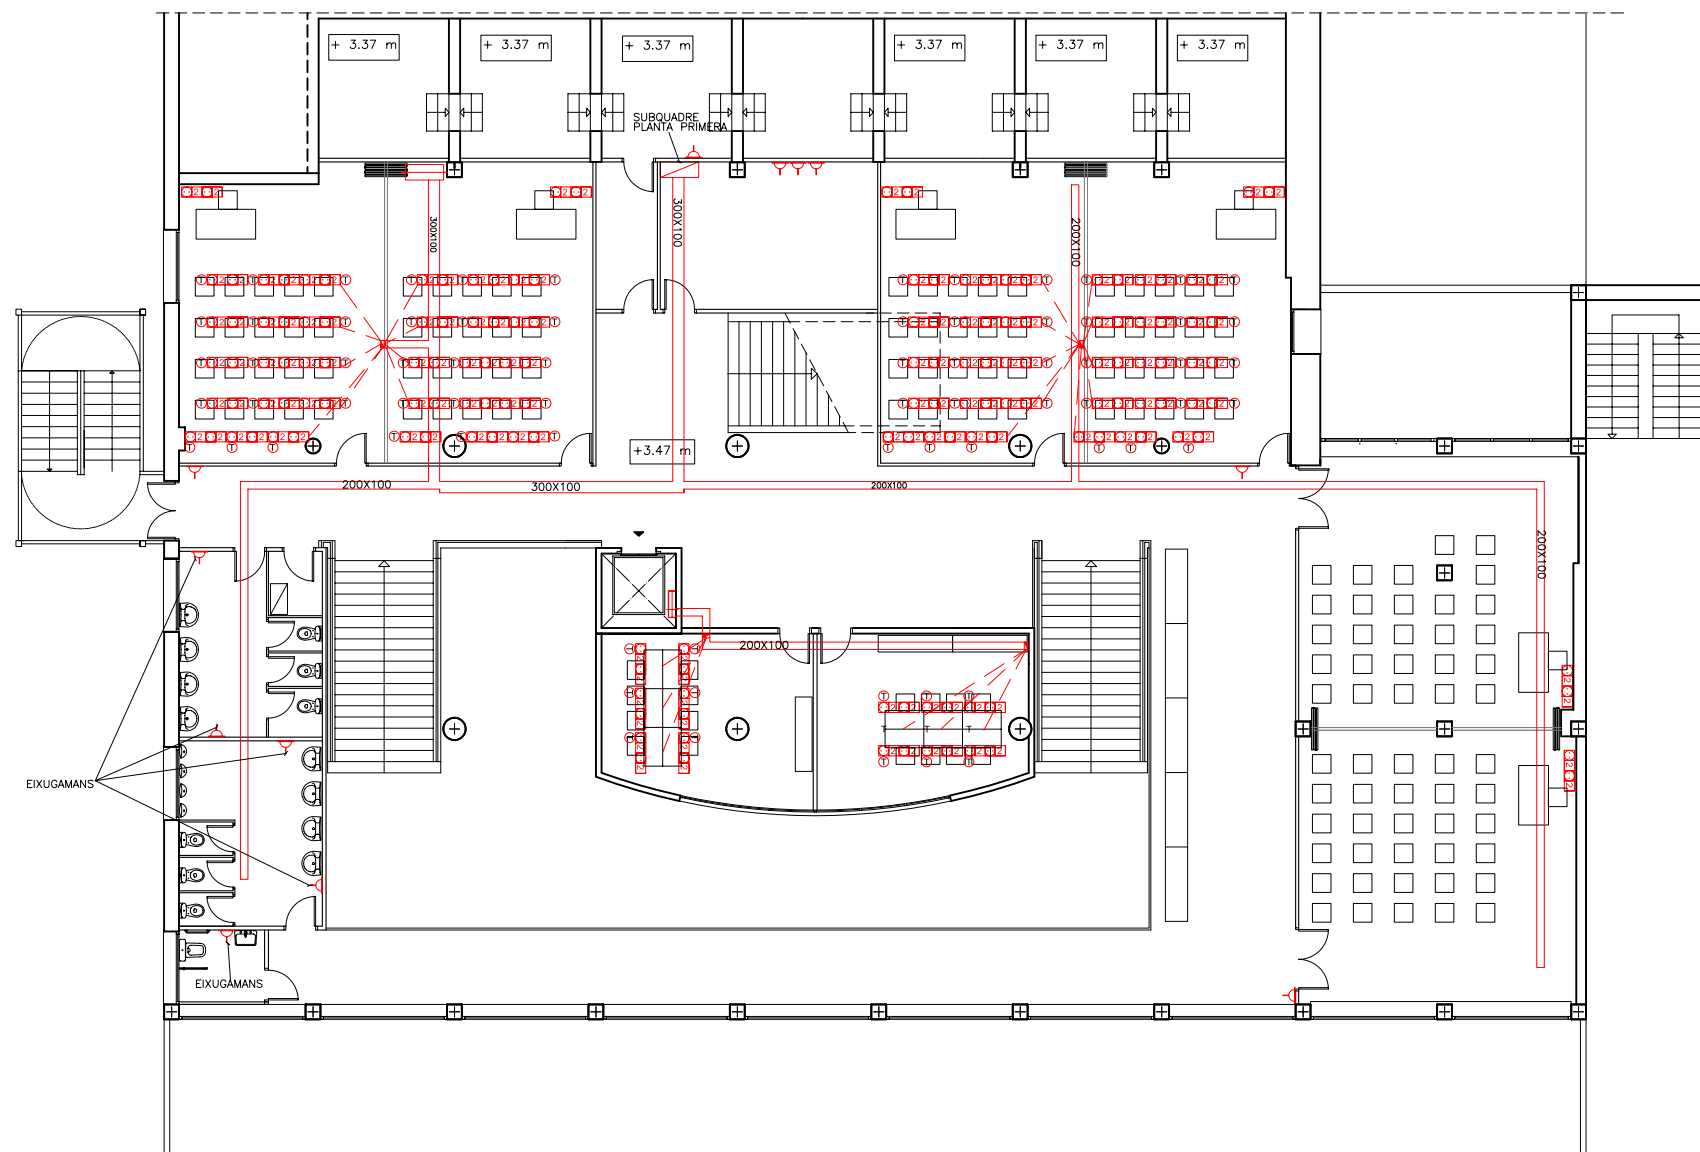 + 3.37 m
+ 3.37 m
+ 3.37 m
+ 3.37 m
+ 3.37 m
+ 3.37 m
SUBQUADRE
PLANTA PRIMERA
300X100
300X100
200X100
+3.47 m
200X100
300X100
200X100
200X100
200X100
EIXUGAMANS
EIXUGAMANS